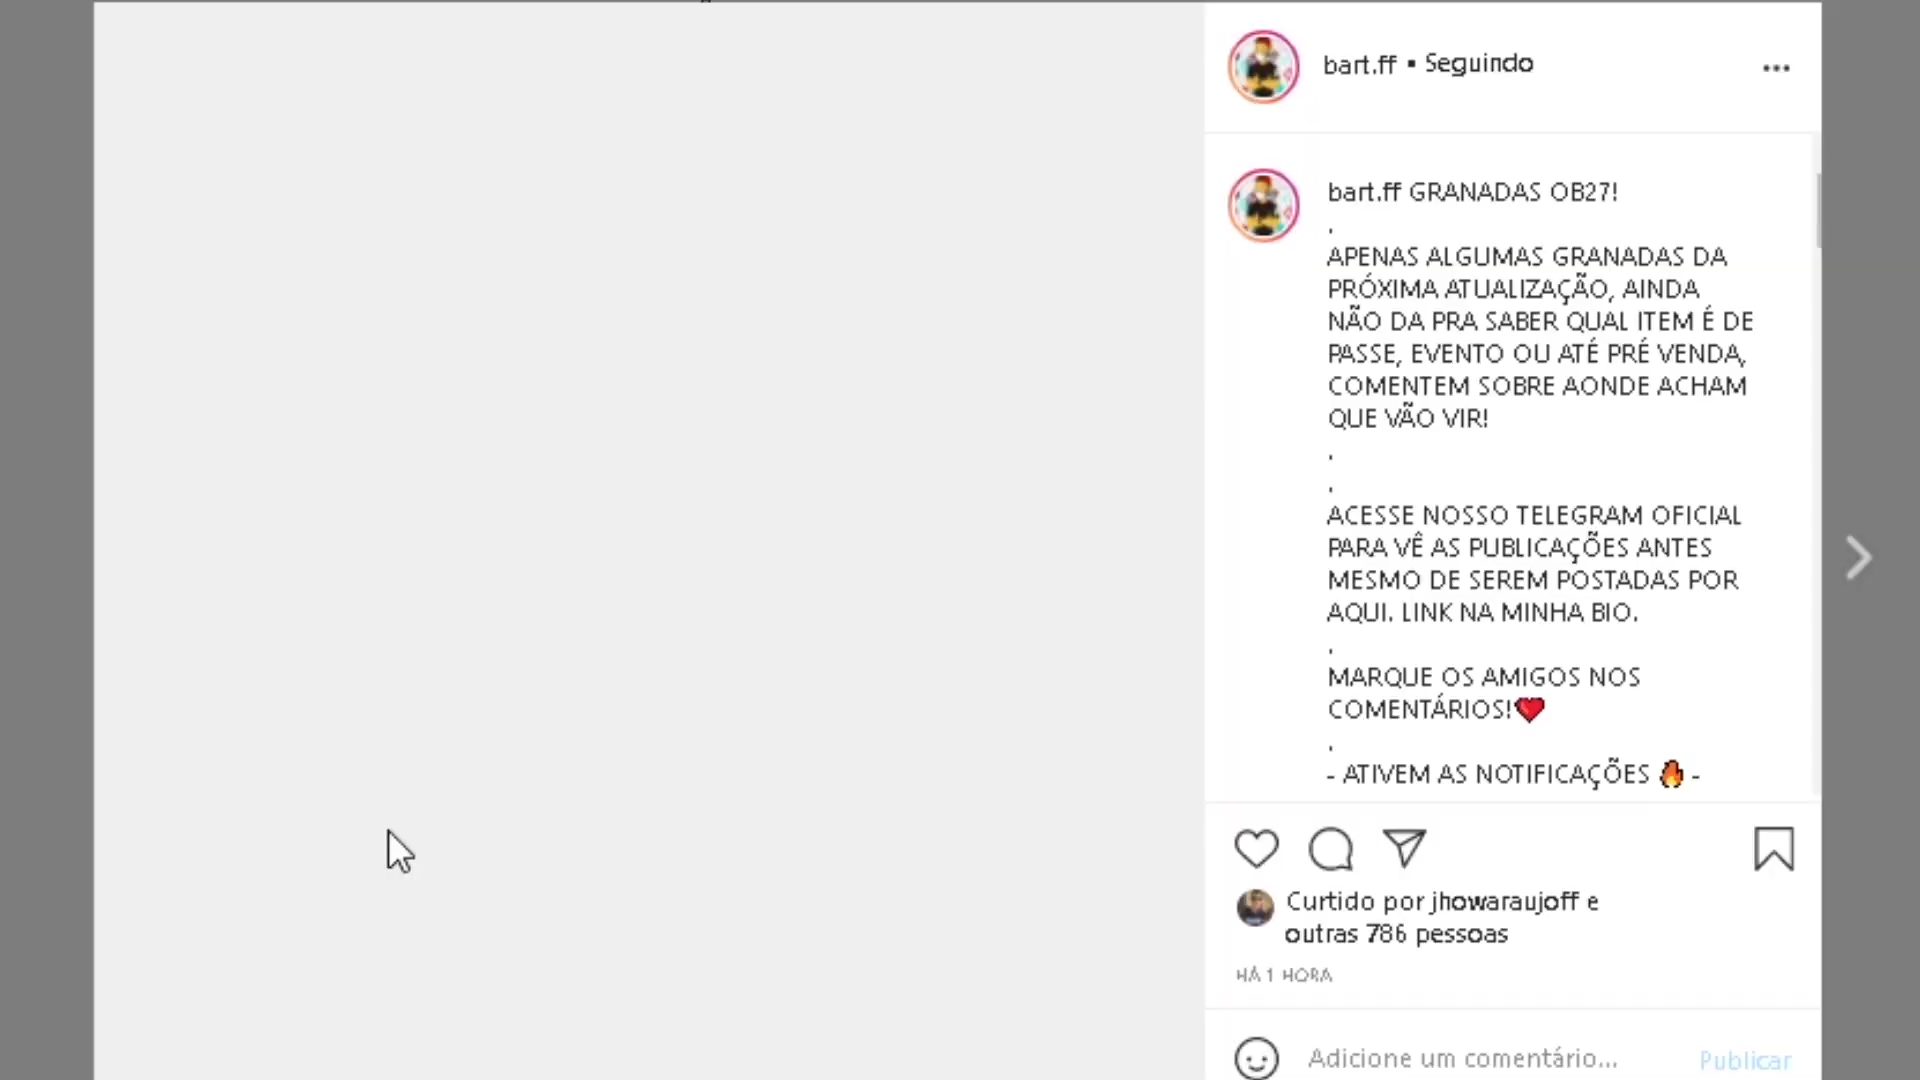 bart.ff • Seguindo
bart.ff GRANADAS OB27!
.
APENAS ALGUMAS GRANADAS DA
PRÓXIMA ATUALIZAÇÃO, AINDA
NÃO DA PRA SABER QUAL ITEM É DE
PASSE, EVENTO OU ATÉ PRÉ VENDA,
COMENTEM SOBRE AONDE ACHAM
QUE VÃO VIR!
.
.
ACESSE NOSSO TELEGRAM OFICIAL
PARA VÊ AS PUBLICAÇÕES ANTES
MESMO DE SEREM POSTADAS POR
AQUI. LINK NA MINHA BIO.
.
MARQUE OS AMIGOS NOS
COMENTÁRIOS!❤️
.
- ATIVEM AS NOTIFICAÇÕES 🔥 -
Curtido por jhowaraujoff e
outras 786 pessoas
HÁ 1 HORA
Adicione um comentário... Publicar